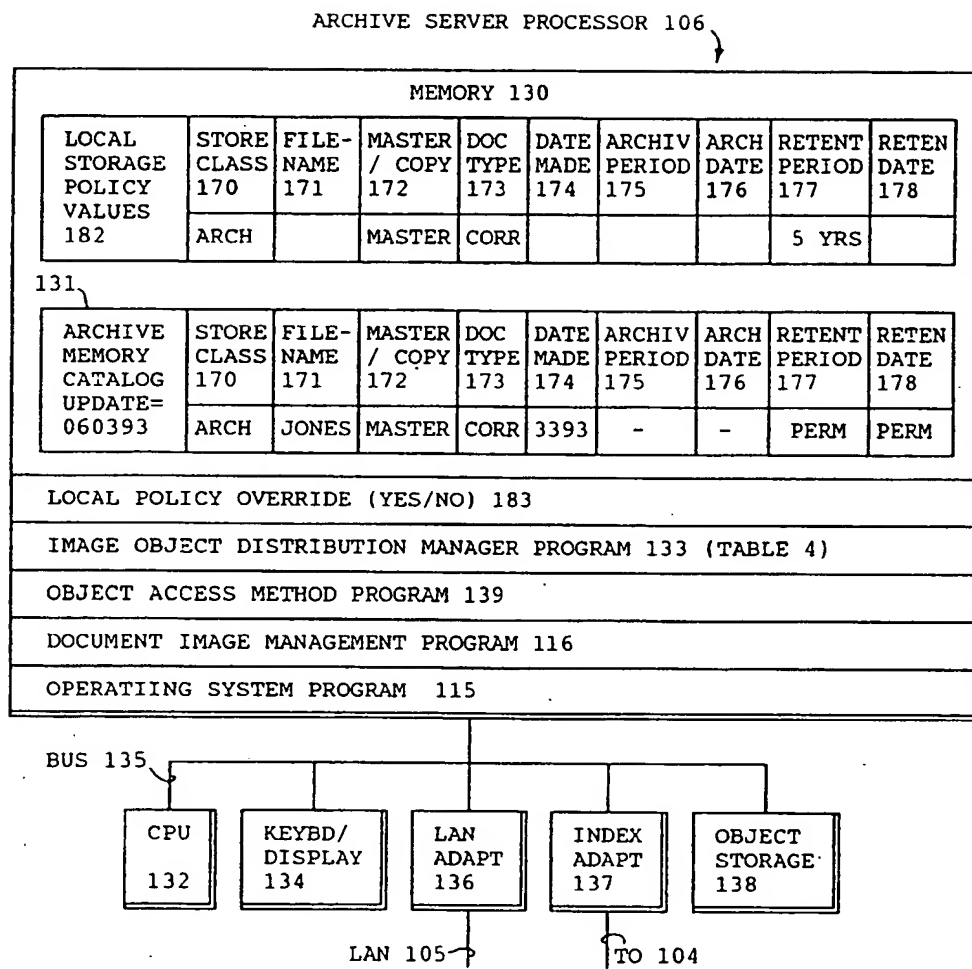 ARCHIVE SERVER PROCESSOR 106
MEMORY 130
LOCAL STORAGE POLICY VALUES 182
STORE CLASS 170
FILE- NAME 171
MASTER / COPY 172
DOC TYPE 173
DATE MADE 174
ARCHIV PERIOD 175
ARCH DATE 176
RETENT PERIOD 177
RETEN DATE 178
ARCH MASTER CORR 5 YRS
131
ARCHIVE MEMORY CATALOG UPDATE= 060393
STORE CLASS 170
FILE- NAME 171
MASTER / COPY 172
DOC TYPE 173
DATE MADE 174
ARCHIV PERIOD 175
ARCH DATE 176
RETENT PERIOD 177
RETEN DATE 178
ARCH JONES MASTER CORR 3393 - - PERM PERM
LOCAL POLICY OVERRIDE (YES/NO) 183
IMAGE OBJECT DISTRIBUTION MANAGER PROGRAM 133 (TABLE 4)
OBJECT ACCESS METHOD PROGRAM 139
DOCUMENT IMAGE MANAGEMENT PROGRAM 116
OPERATIING SYSTEM PROGRAM 115
BUS 135
CPU 132
KEYBD/ DISPLAY 134
LAN ADAPT 136
INDEX ADAPT 137
OBJECT STORAGE 138
LAN 105
TO 104